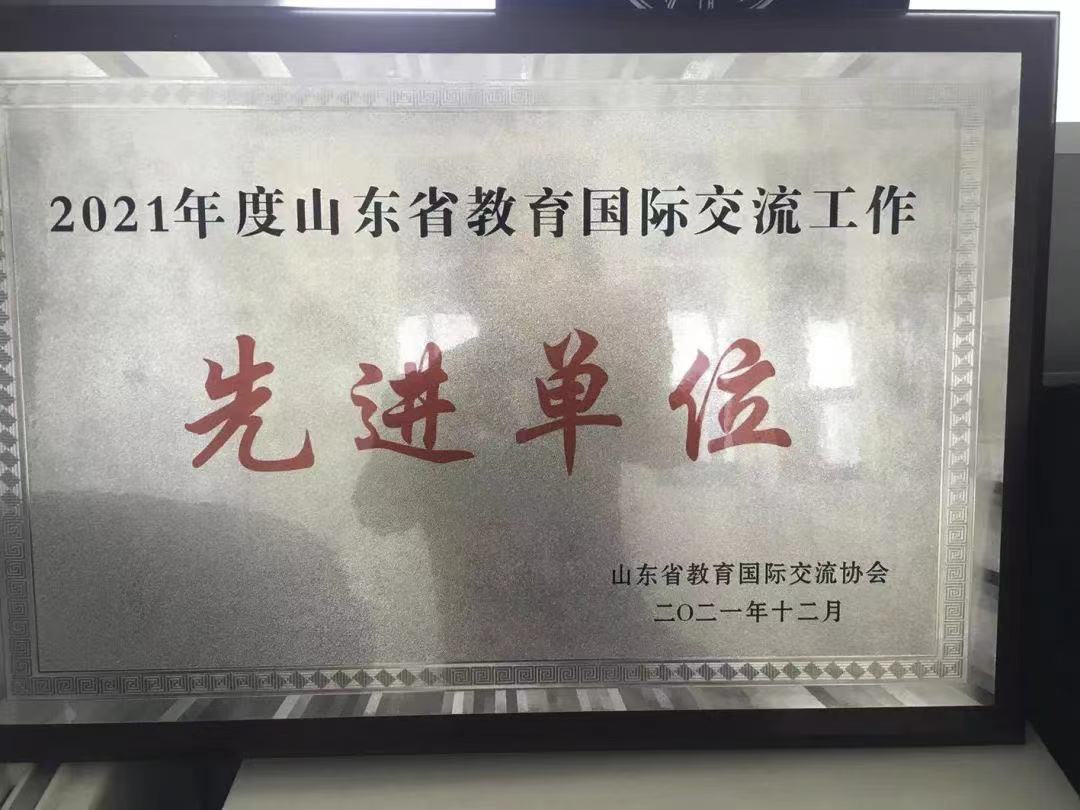 2021年度山东省教育国际交流工作
先进单位
山东省教育国际交流协会
二〇二一年十二月